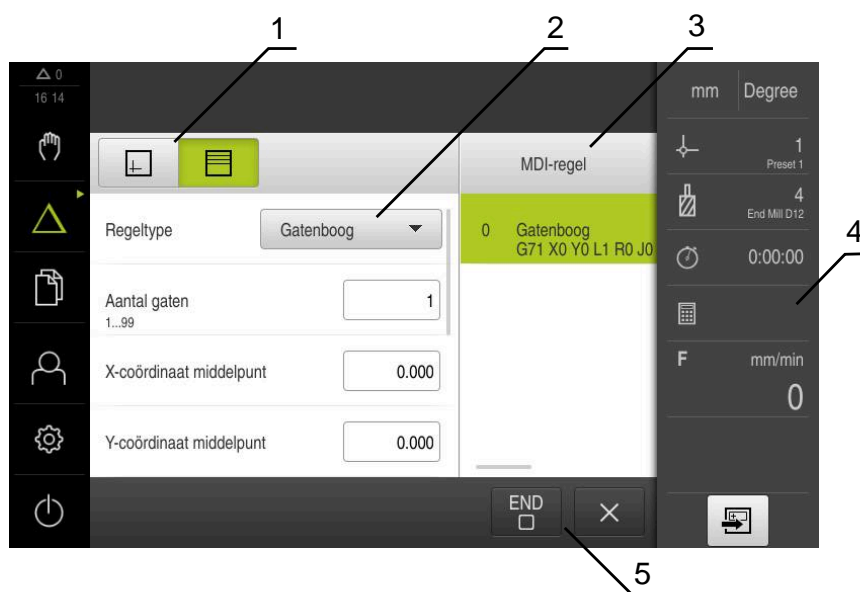 1
2
3
0
16 14
mm Degree
1
Preset 1
MDI-regel
4
End Mill D12
Regeltype
Gatenboog
0 Gatenboog
G71 X0 Y0 L1 R0 J0
4
0:00:00
Aantal gaten
1...99
1
X-coördinaat middelpunt
0.000
F mm/min
0
Y-coördinaat middelpunt
0.000
END
5